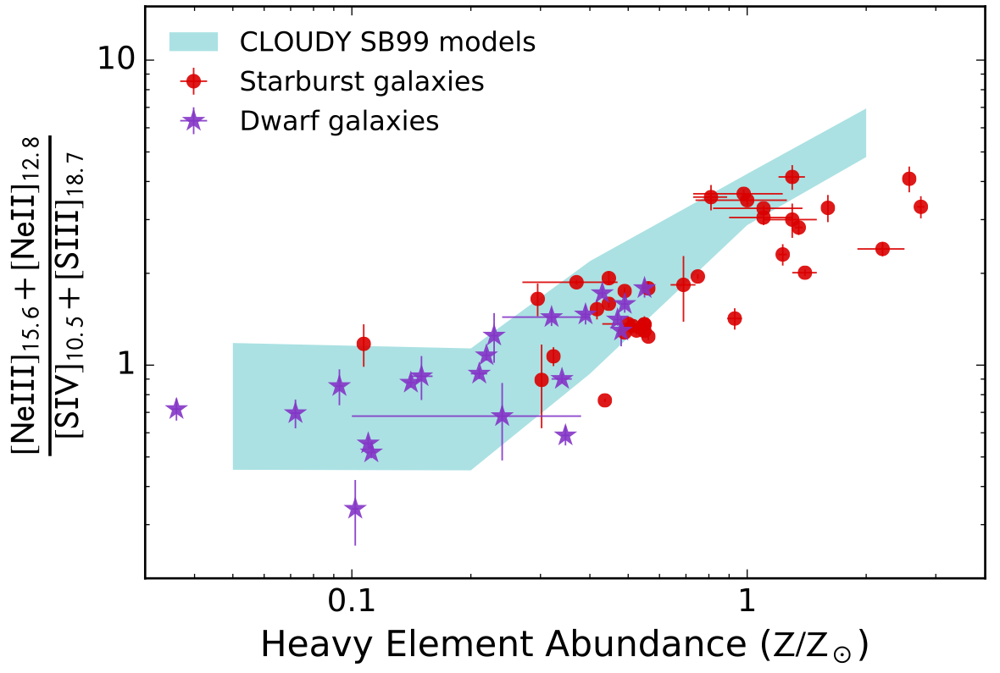 CLOUDY SB99 models
Starburst galaxies
Dwarf galaxies
10
1
[NeIII]15.6 + [NeII]12.8
[SIV]10.5 + [SIII]18.7
0.1 1
Heavy Element Abundance (Z/Z⊙)